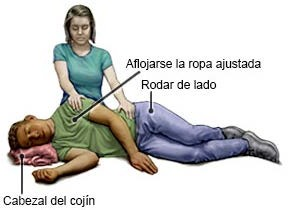 Aflojarse la ropa ajustada
Rodar de lado
Cabezal del cojín